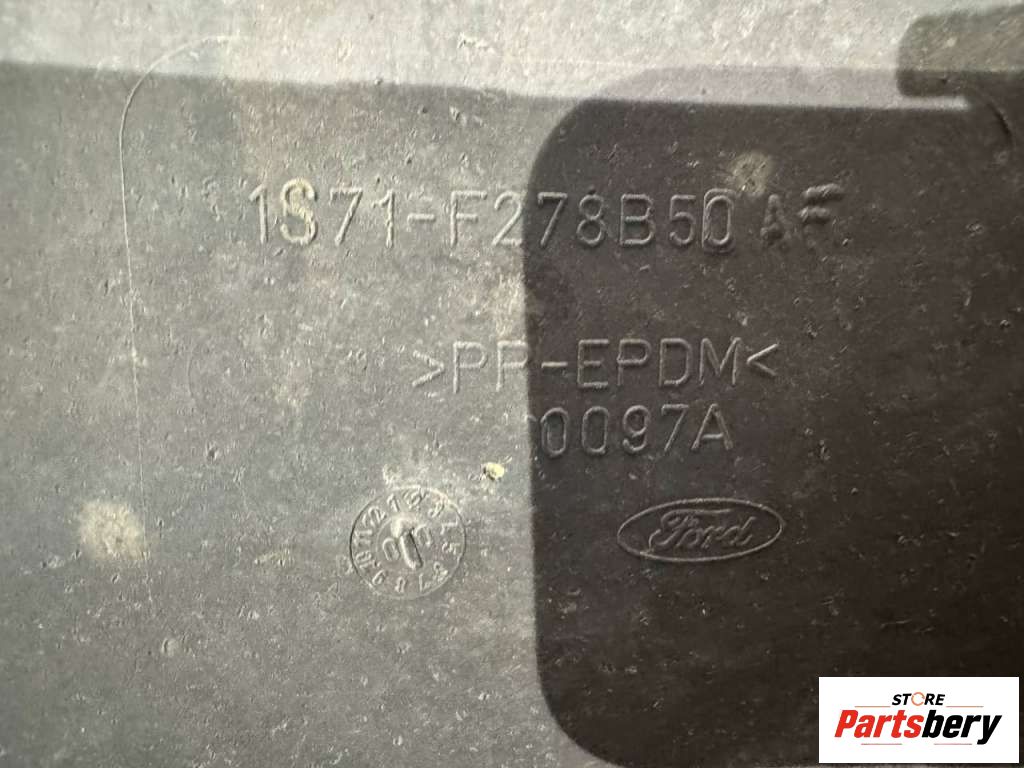 1S71-F278B50 AF
>PP-EPDM<
0097A
Ford
STORE
Partsbery